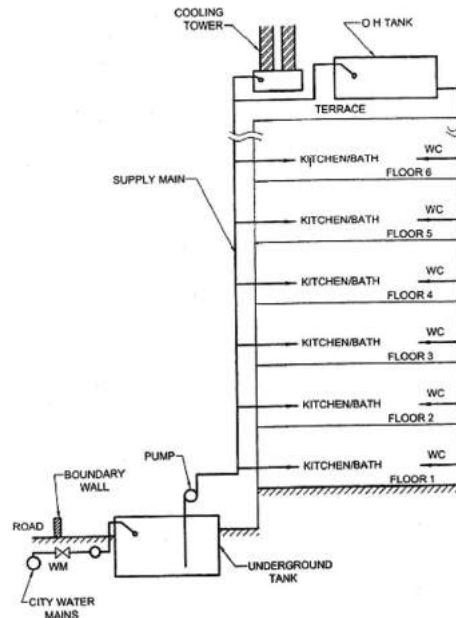 COOLING
TOWER
O H TANK
TERRACE
KITCHEN/BATH
WC
FLOOR 6
SUPPLY MAIN
KITCHEN/BATH
WC
FLOOR 5
KITCHEN/BATH
WC
FLOOR 4
KITCHEN/BATH
WC
FLOOR 3
KITCHEN/BATH
WC
FLOOR 2
PUMP
KITCHEN/BATH
WC
FLOOR 1
BOUNDARY
WALL
ROAD
WM
UNDERGROUND
TANK
CITY WATER
MAINS